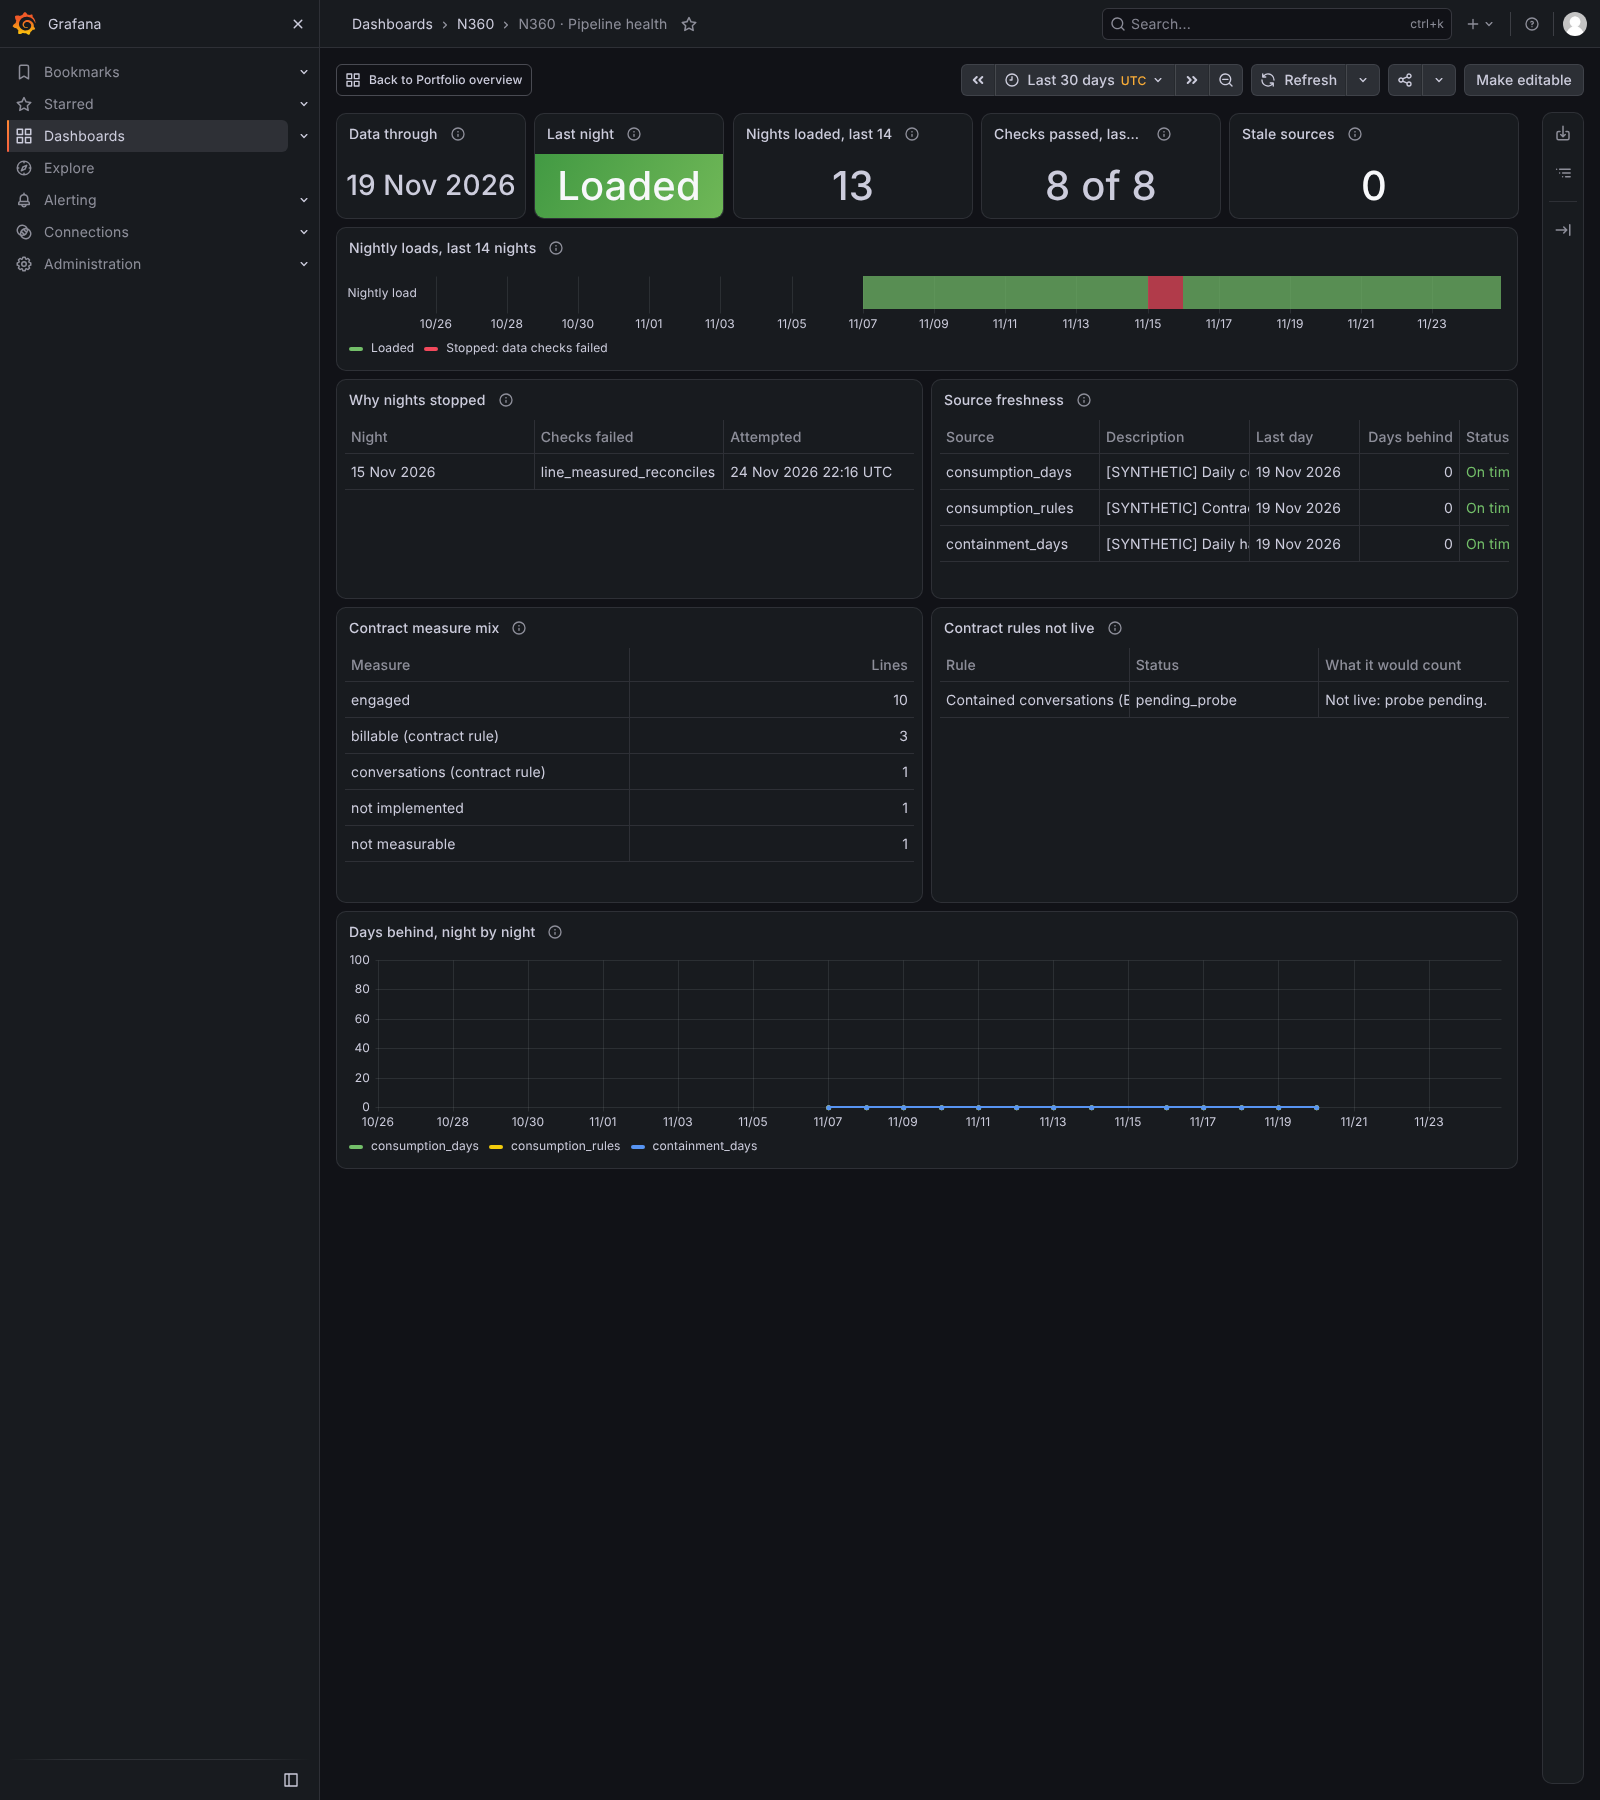 Grafana
Dashboards › N360 › N360 · Pipeline health
Search...
ctrl+k
Bookmarks
Starred
Dashboards
Explore
Alerting
Connections
Administration
Back to Portfolio overview
Last 30 days UTC
Refresh
Make editable
Data through
19 Nov 2026
Last night
Loaded
Nights loaded, last 14
13
Checks passed, las...
8 of 8
Stale sources
0
Nightly loads, last 14 nights
Nightly load
10/26 10/28 10/30 11/01 11/03 11/05 11/07 11/09 11/11 11/13 11/15 11/17 11/19 11/21 11/23
Loaded Stopped: data checks failed
Why nights stopped
Night Checks failed Attempted
15 Nov 2026 line_measured_reconciles 24 Nov 2026 22:16 UTC
Source freshness
Source Description Last day Days behind Status
consumption_days [SYNTHETIC] Daily c 19 Nov 2026 0 On tim
consumption_rules [SYNTHETIC] Contra 19 Nov 2026 0 On tim
containment_days [SYNTHETIC] Daily h 19 Nov 2026 0 On tim
Contract measure mix
Measure Lines
engaged 10
billable (contract rule) 3
conversations (contract rule) 1
not implemented 1
not measurable 1
Contract rules not live
Rule Status What it would count
Contained conversations (E pending_probe Not live: probe pending.
Days behind, night by night
100
80
60
40
20
0
10/26 10/28 10/30 11/01 11/03 11/05 11/07 11/09 11/11 11/13 11/15 11/17 11/19 11/21 11/23
consumption_days consumption_rules containment_days